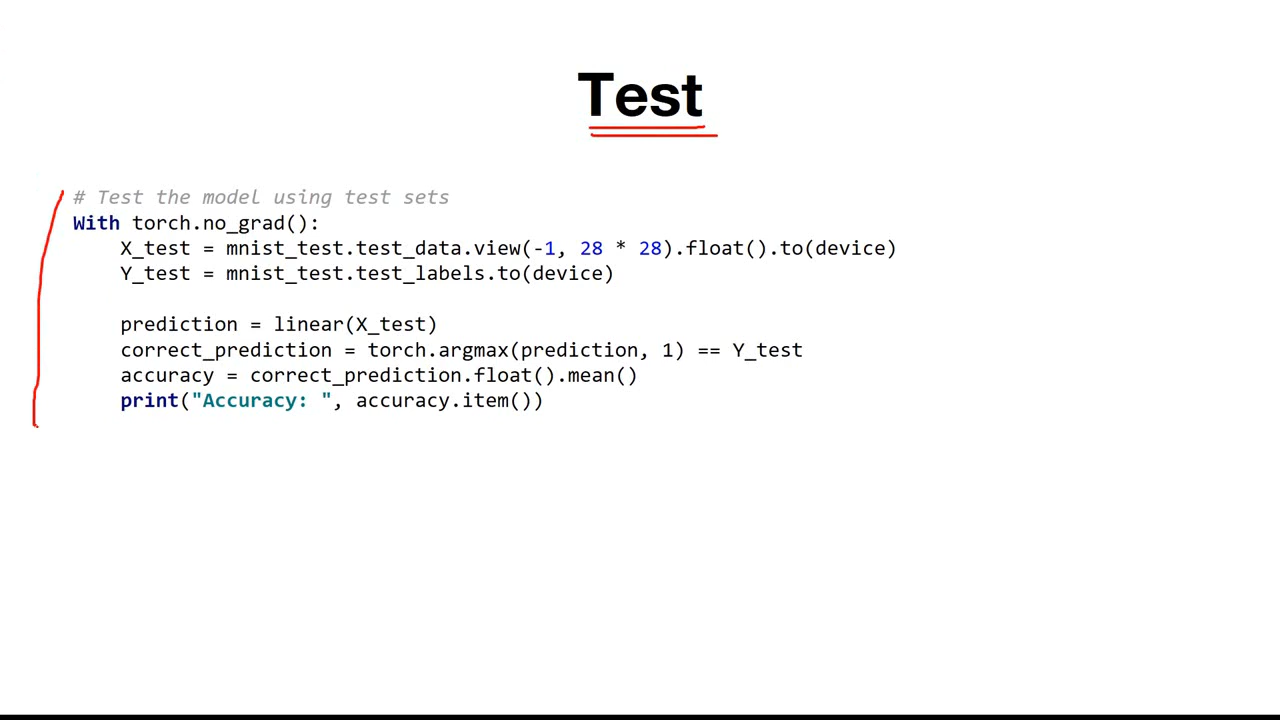 Test
# Test the model using test sets
With torch.no_grad():
    X_test = mnist_test.test_data.view(-1, 28 * 28).float().to(device)
    Y_test = mnist_test.test_labels.to(device)
    prediction = linear(X_test)
    correct_prediction = torch.argmax(prediction, 1) == Y_test
    accuracy = correct_prediction.float().mean()
    print("Accuracy: ", accuracy.item())